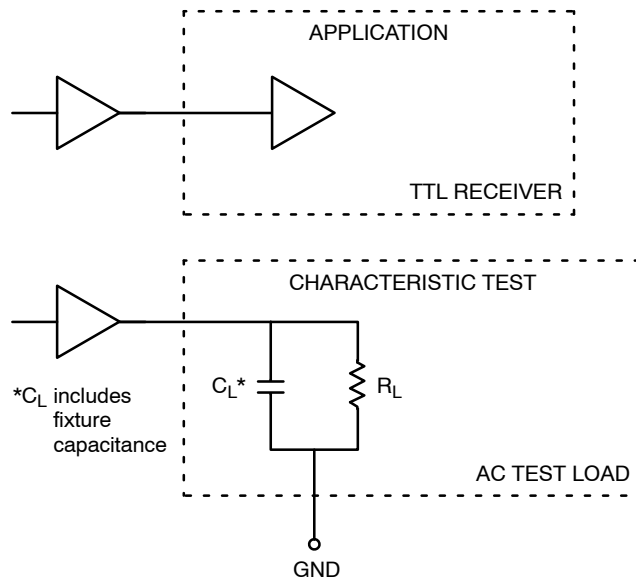 APPLICATION
TTL RECEIVER
CHARACTERISTIC TEST
*CL includes
fixture
capacitance
CL*
RL
AC TEST LOAD
GND